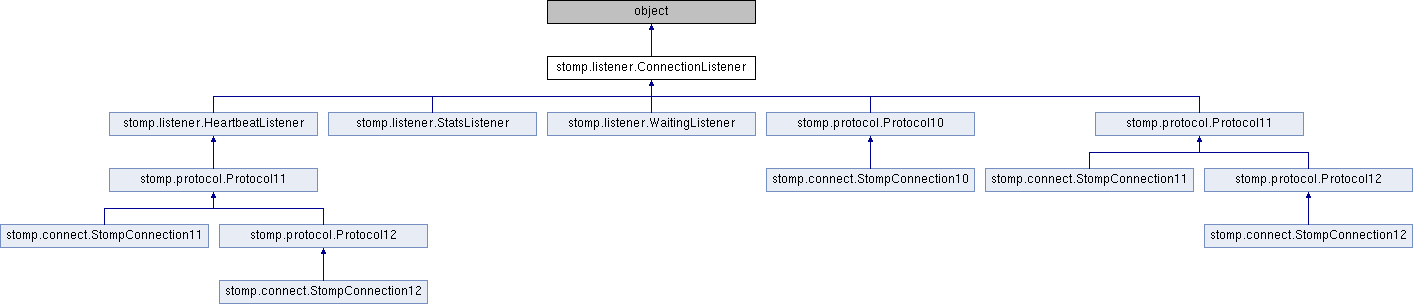 object
stomp.listener.ConnectionListener
stomp.listener.HeartbeatListener
stomp.listener.StatsListener
stomp.listener.WaitingListener
stomp.protocol.Protocol10
stomp.protocol.Protocol11
stomp.protocol.Protocol11
stomp.connect.StompConnection10
stomp.connect.StompConnection11
stomp.protocol.Protocol12
stomp.connect.StompConnection11
stomp.protocol.Protocol12
stomp.connect.StompConnection12
stomp.connect.StompConnection12